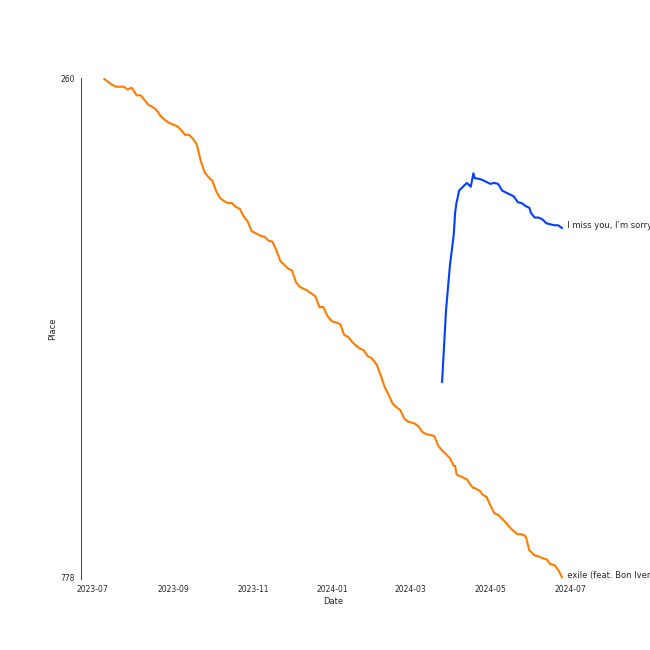 260
Place
I miss you, I'm sorry
exile (feat. Bon Iver
778
2023-07 2023-09 2023-11 2024-01 2024-03 2024-05 2024-07
Date